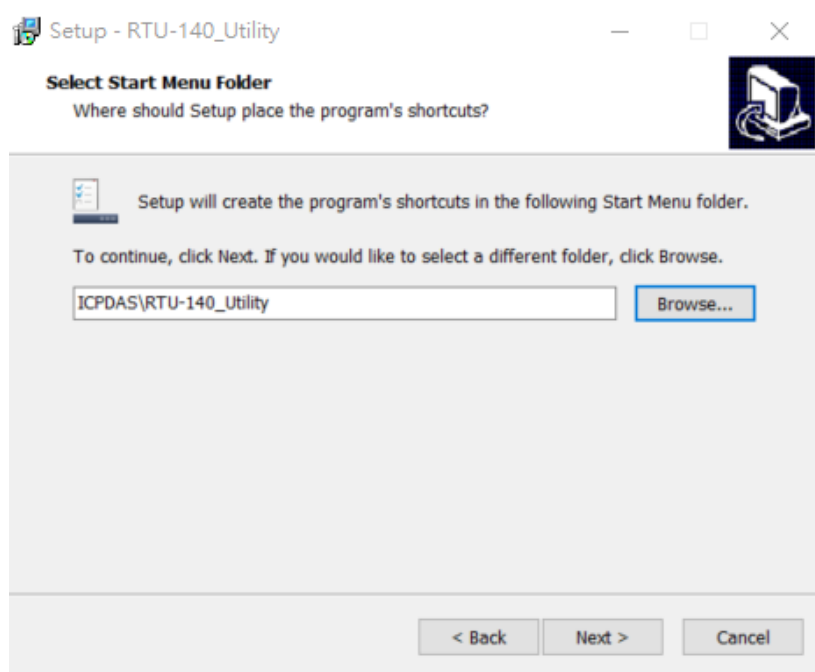 Setup - RTU-140_Utility
Select Start Menu Folder
Where should Setup place the program's shortcuts?
Setup will create the program's shortcuts in the following Start Menu folder.
To continue, click Next. If you would like to select a different folder, click Browse.
ICPDAS\RTU-140_Utility
Browse...
< Back
Next >
Cancel